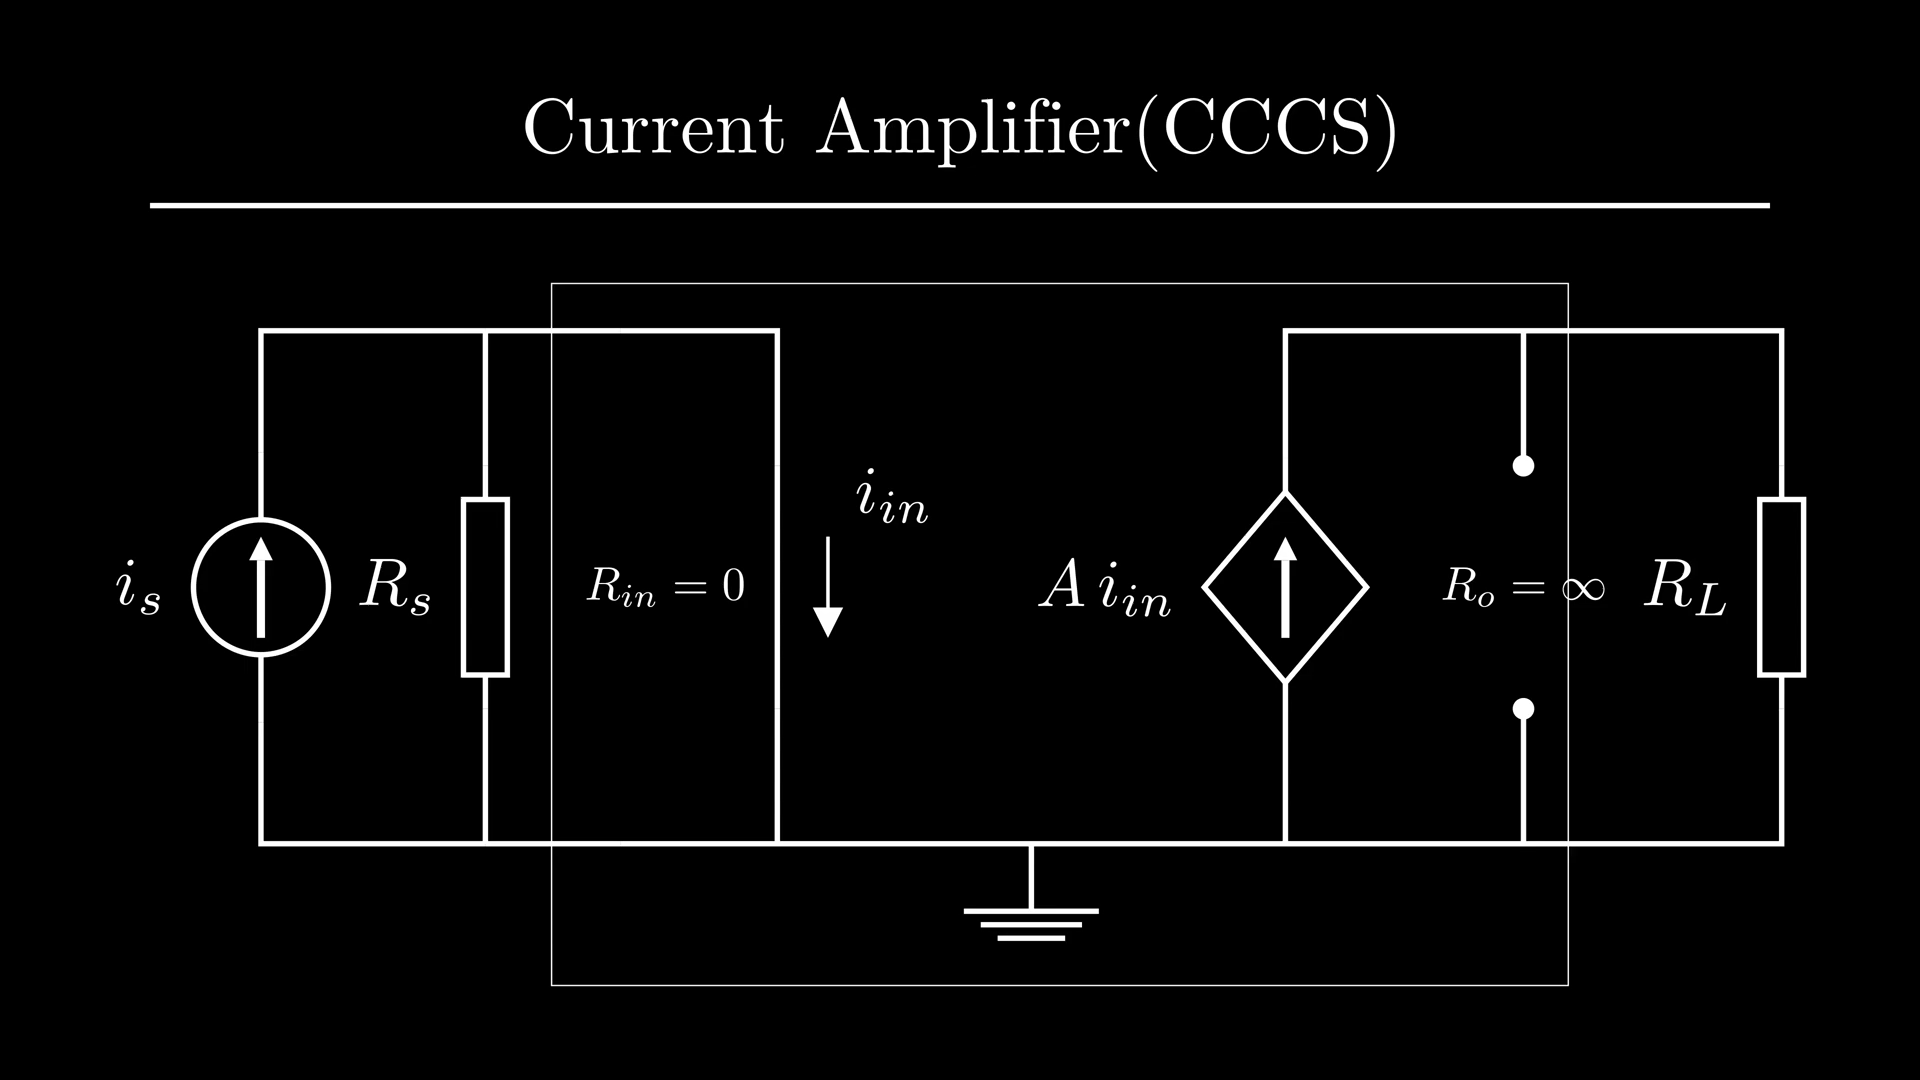 Current Amplifier(CCCS)
i_in
i_s
R_s
R_in = 0
A i_in
R_o = ∞
R_L